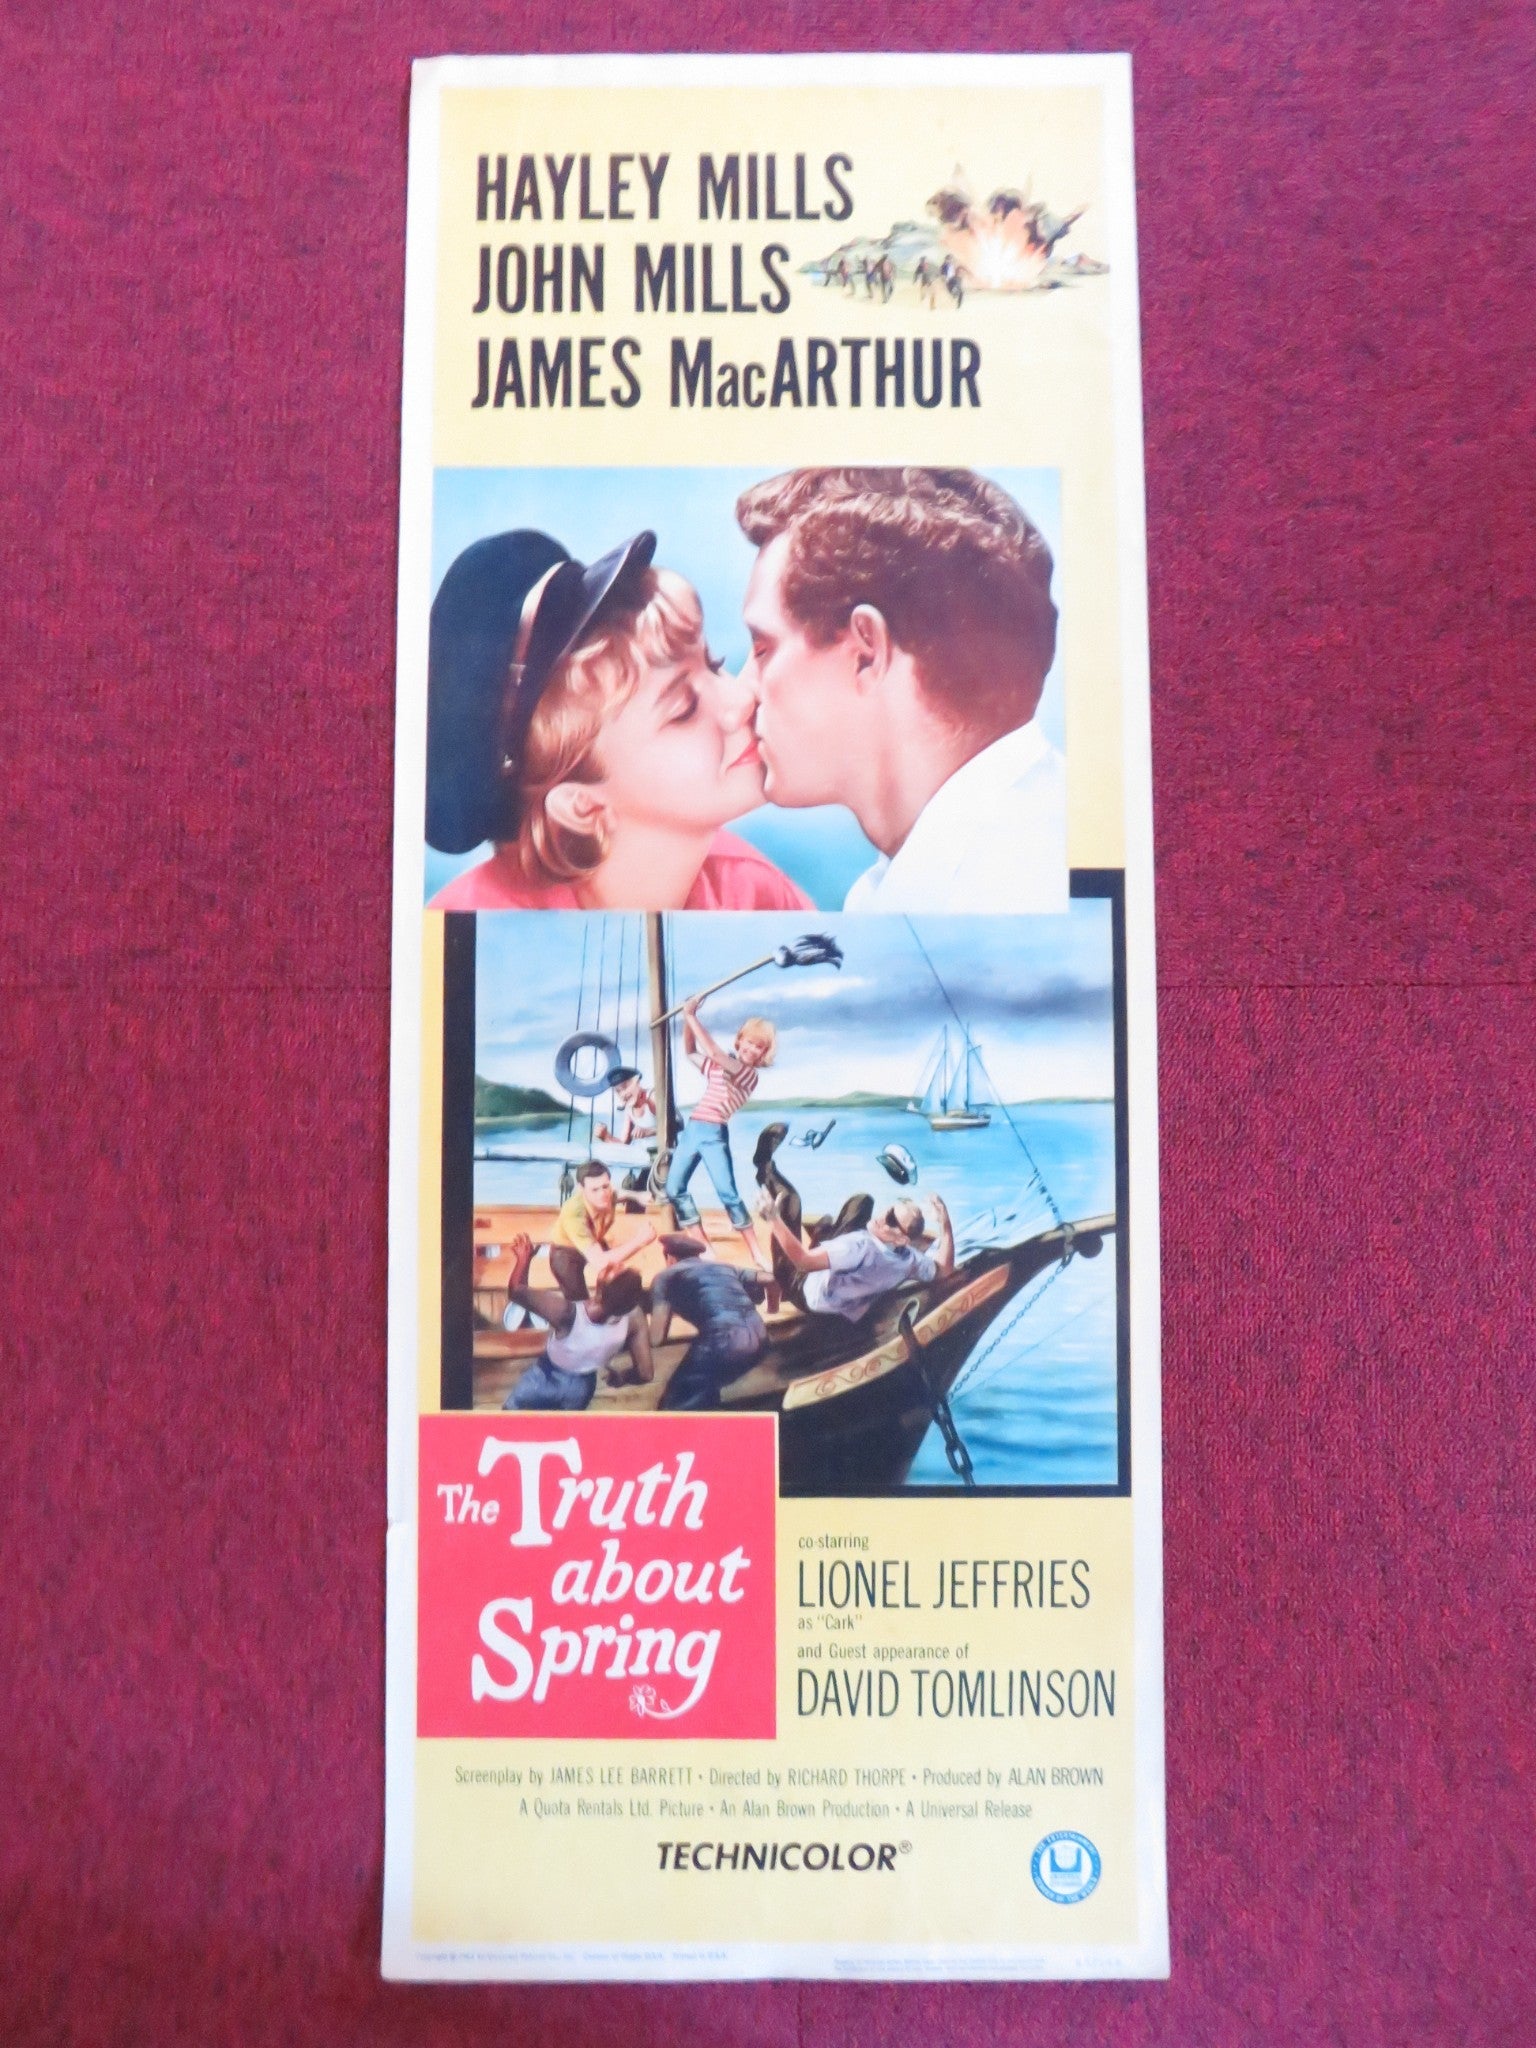 HAYLEY MILLS
JOHN MILLS
JAMES MacARTHUR
The Truth
about
Spring
co-starring
LIONEL JEFFRIES
as "Cark"
and Guest appearance of
DAVID TOMLINSON
Screenplay by JAMES LEE BARRETT • Directed by RICHARD THORPE • Produced by ALAN BROWN
A Quota Rentals Ltd. Picture • An Alan Brown Production • A Universal Release
TECHNICOLOR®